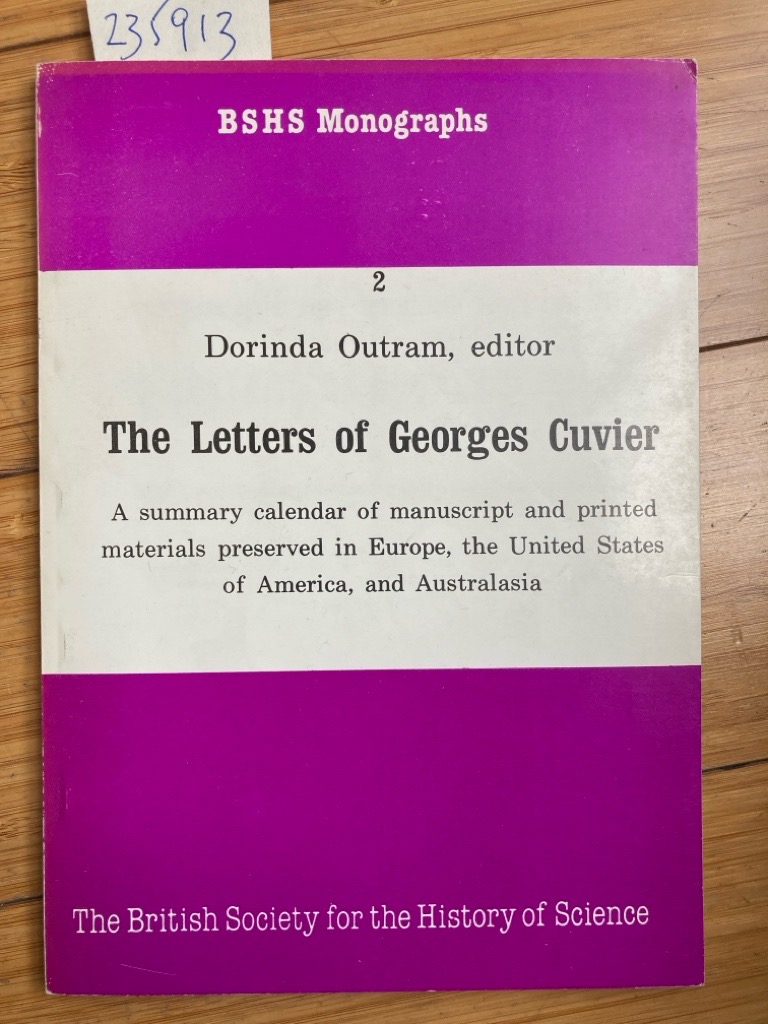 235913
BSHS Monographs
2
Dorinda Outram, editor
The Letters of Georges Cuvier
A summary calendar of manuscript and printed
materials preserved in Europe, the United States
of America, and Australasia
The British Society for the History of Science